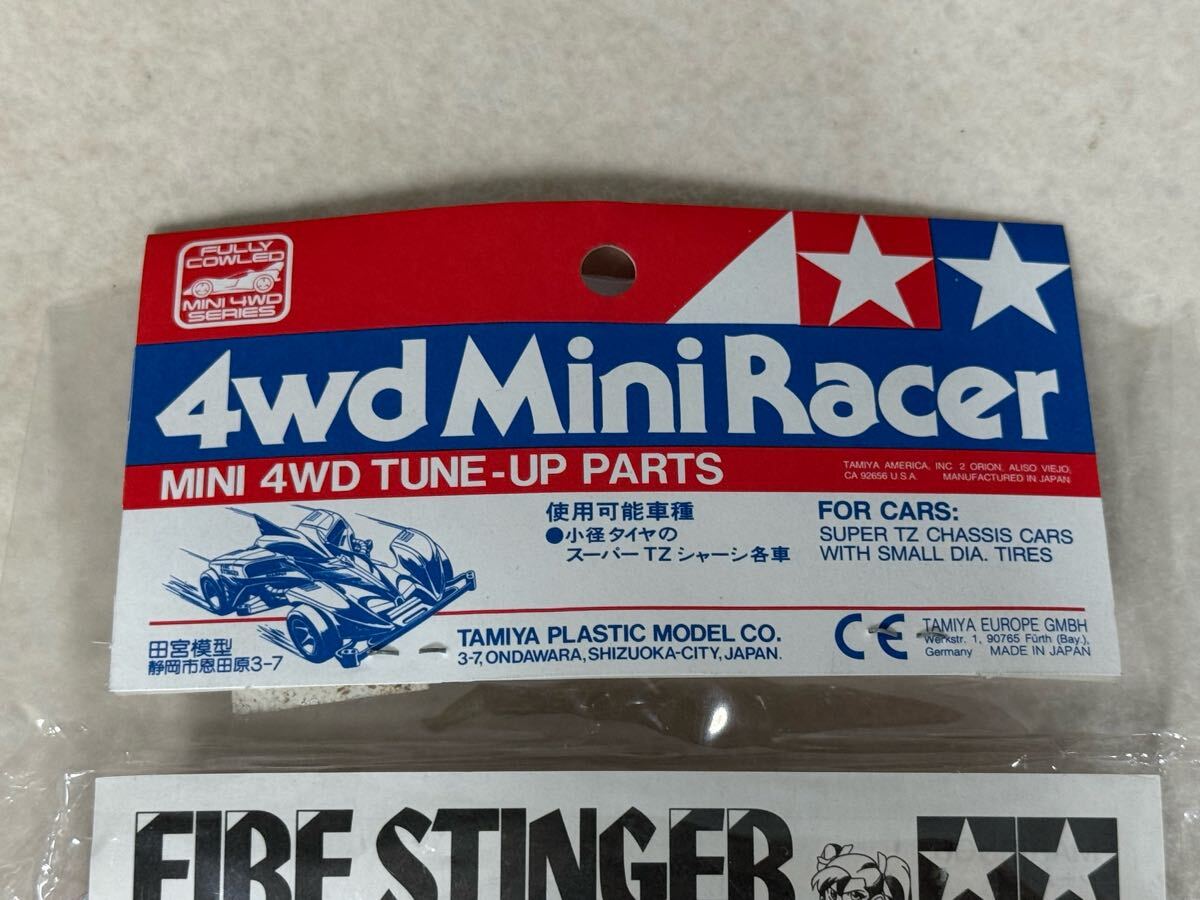 FULLY
COWLED
MINI 4WD
SERIES
4wd Mini Racer
MINI 4WD TUNE-UP PARTS
TAMIYA AMERICA, INC. 2 ORION, ALISO VIEJO,
CA 92656 U.S.A. MANUFACTURED IN JAPAN
使用可能車種
●小径タイヤの
スーパーTZシャーシ各車
FOR CARS:
SUPER TZ CHASSIS CARS
WITH SMALL DIA. TIRES
田宮模型
静岡市恩田原3-7
TAMIYA PLASTIC MODEL CO.
3-7, ONDAWARA, SHIZUOKA-CITY, JAPAN.
CE
TAMIYA EUROPE GMBH
Werkstr. 1, 90765 Fürth (Bay.),
Germany MADE IN JAPAN
FIRE STINGER